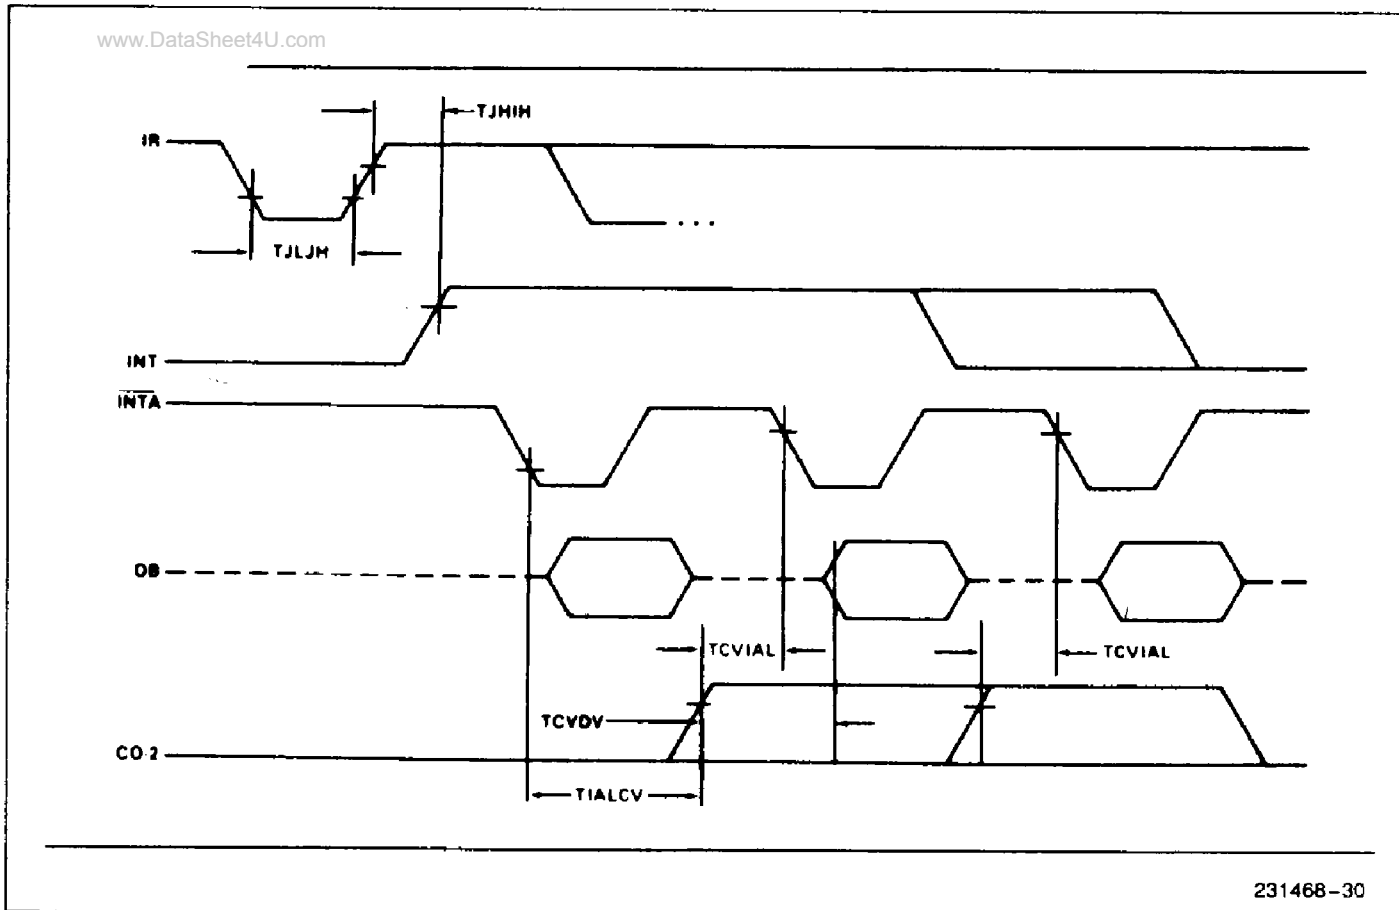 www.DataSheet4U.com
TJHIH
IR
TJLJH
INT
INTA
DB
TCVIAL
TCVIAL
TCVDV
CO-2
TIALCV
231468-30